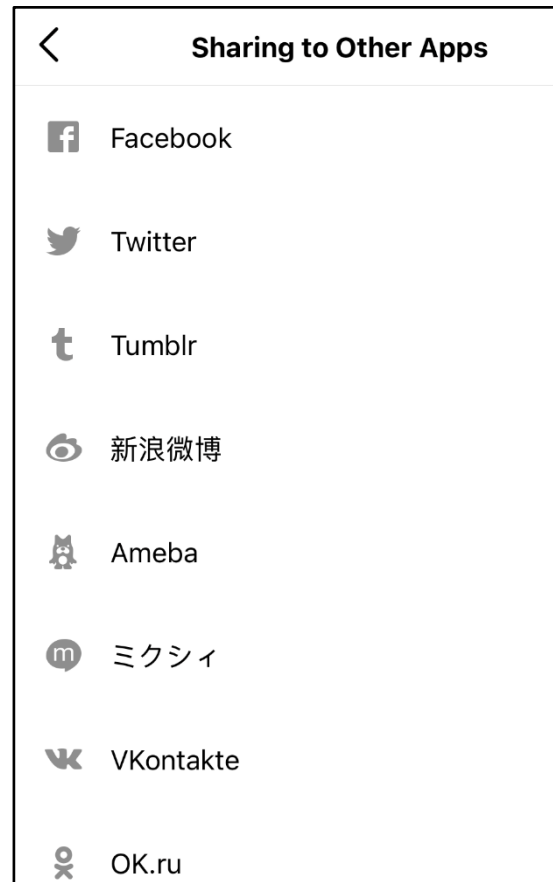 Sharing to Other Apps
Facebook
Twitter
Tumblr
新浪微博
Ameba
ミクシィ
VKontakte
OK.ru